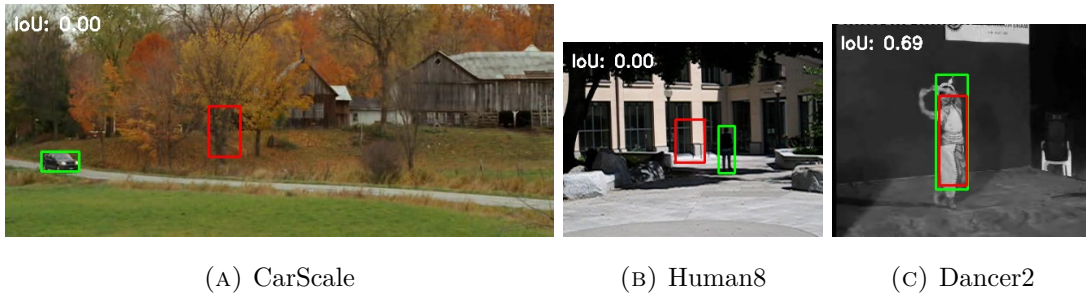 IoU: 0.00
IoU: 0.00
IoU: 0.69
(A) CarScale
(B) Human8
(C) Dancer2